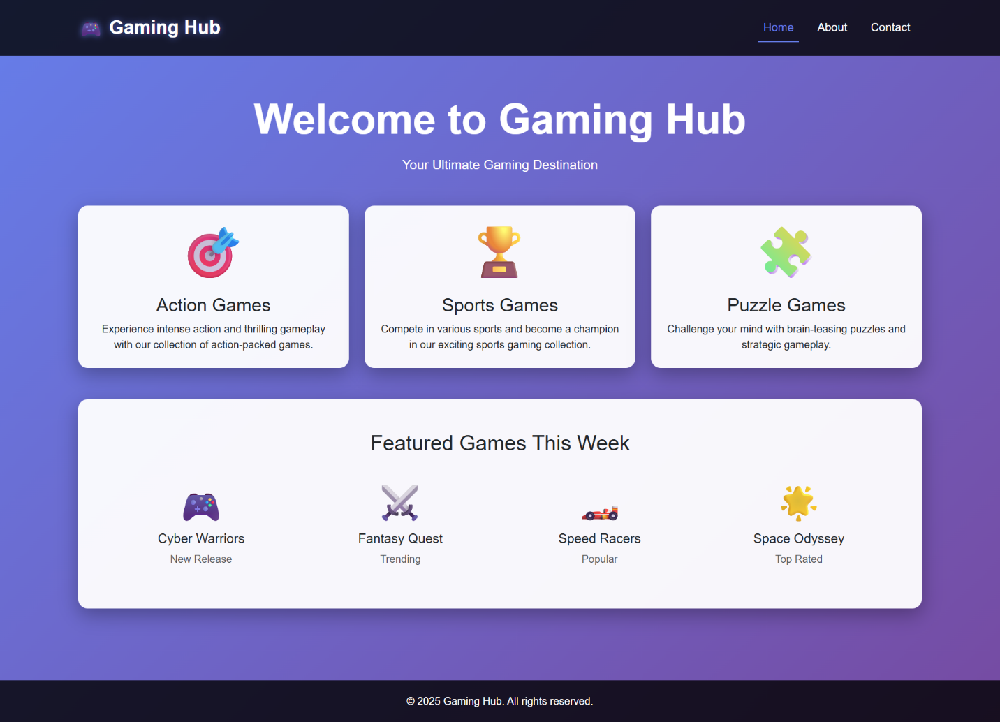 Gaming Hub
Home
About
Contact
Welcome to Gaming Hub
Your Ultimate Gaming Destination
Action Games
Experience intense action and thrilling gameplay
with our collection of action-packed games.
Sports Games
Compete in various sports and become a champion
in our exciting sports gaming collection.
Puzzle Games
Challenge your mind with brain-teasing puzzles and
strategic gameplay.
Featured Games This Week
Cyber Warriors
New Release
Fantasy Quest
Trending
Speed Racers
Popular
Space Odyssey
Top Rated
© 2025 Gaming Hub. All rights reserved.